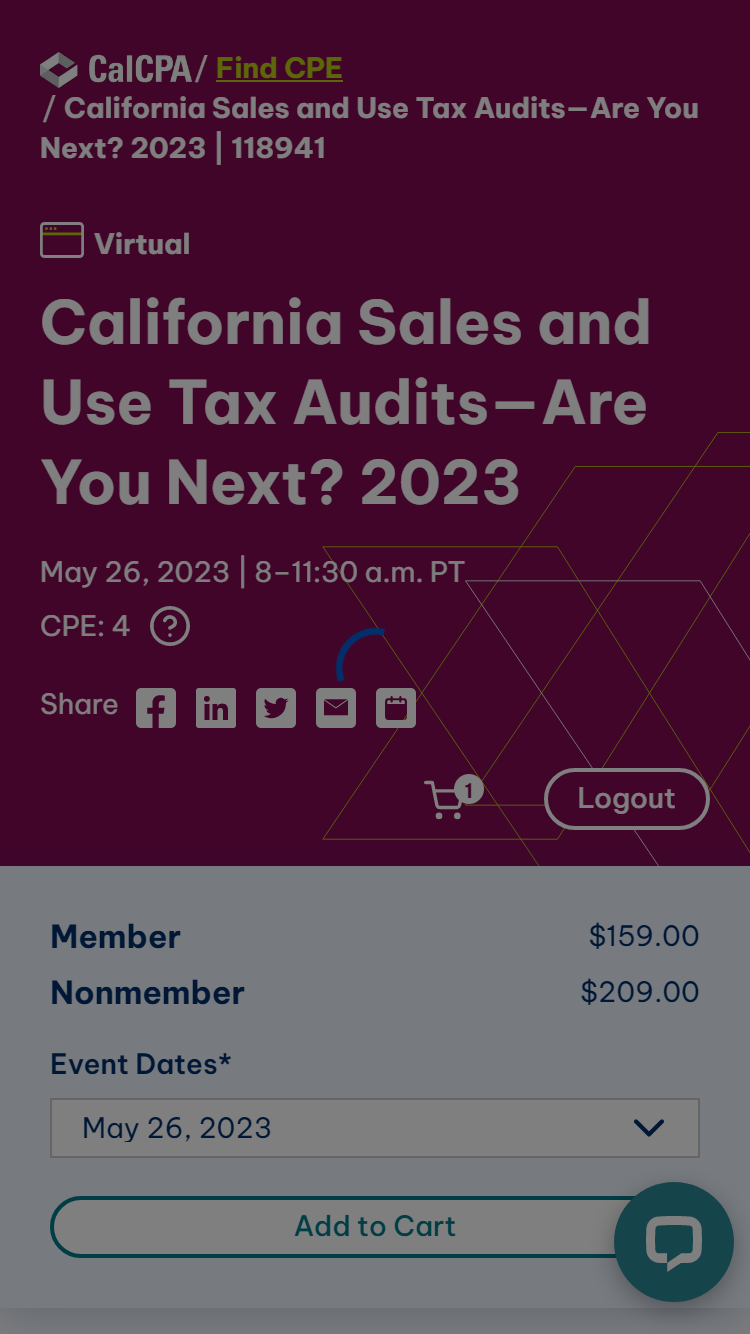 CalCPA / Find CPE
/ California Sales and Use Tax Audits—Are You
Next? 2023 | 118941
Virtual
California Sales and
Use Tax Audits—Are
You Next? 2023
May 26, 2023 | 8–11:30 a.m. PT
CPE: 4 ?
Share
1
Logout
Member $159.00
Nonmember $209.00
Event Dates*
May 26, 2023
Add to Cart